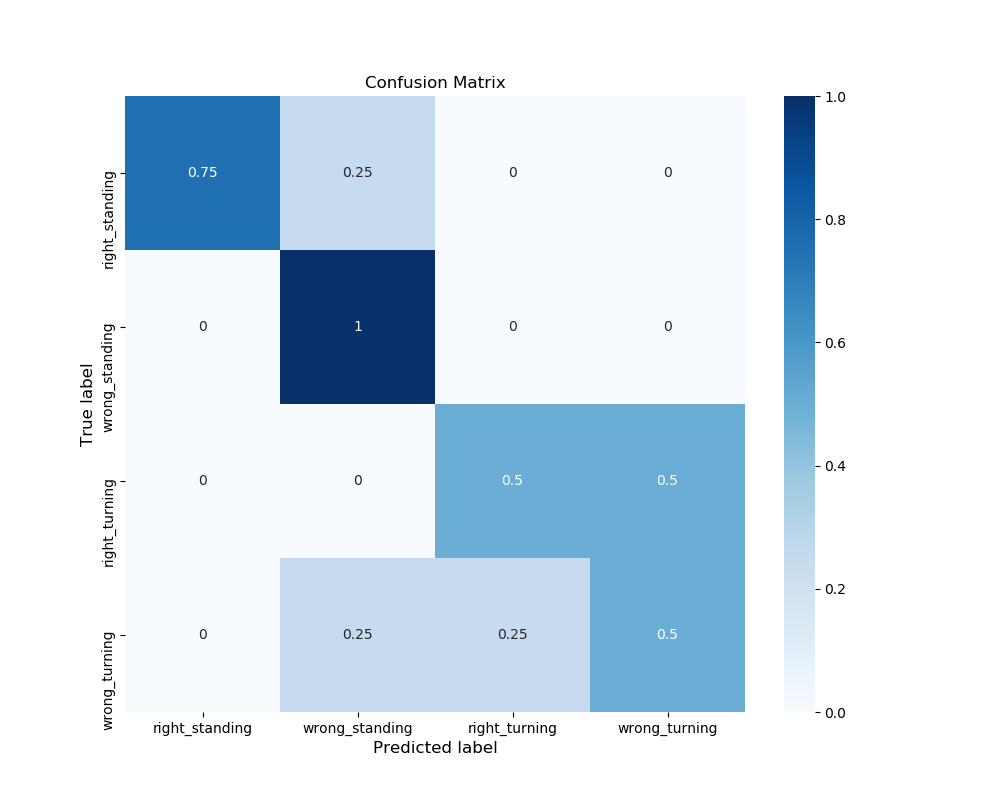 Confusion Matrix
True label
right_standing
0.75 0.25 0 0
wrong_standing
0 1 0 0
right_turning
0 0 0.5 0.5
wrong_turning
0 0.25 0.25 0.5
right_standing wrong_standing right_turning wrong_turning
Predicted label
1.0
0.8
0.6
0.4
0.2
0.0